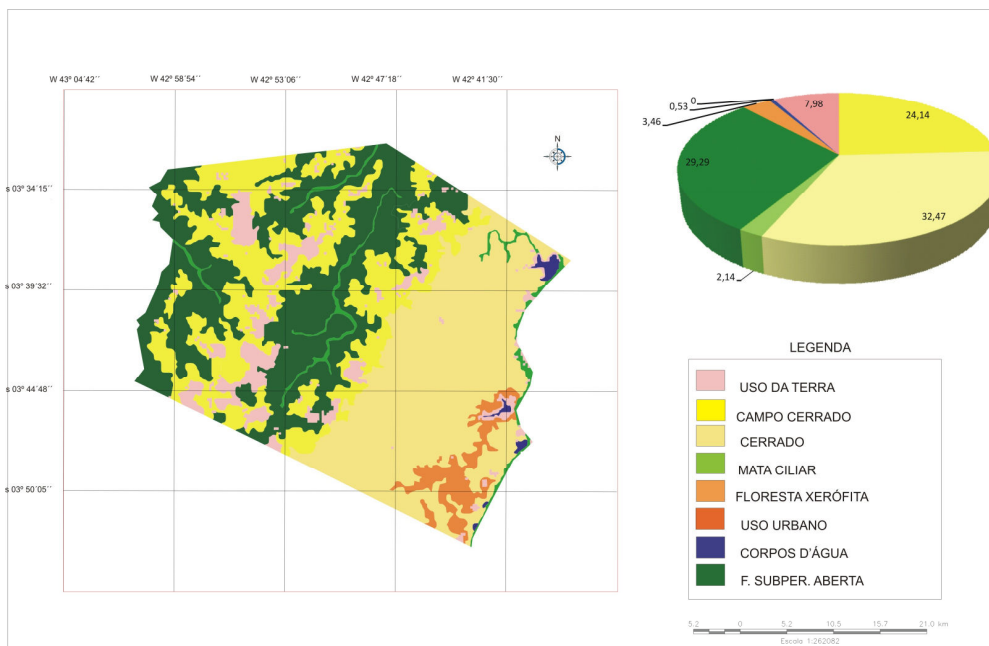 W 43º 04´42´´
W 42º 58´54´´
W 42º 53´06´´
W 42º 47´18´´
W 42º 41´30´´
N
s 03º 34´15´´
s 03º 39´32´´
s 03º 44´48´´
s 03º 50´05´´
0
0,53
3,46
7,98
24,14
29,29
32,47
2,14
LEGENDA
USO DA TERRA
CAMPO CERRADO
CERRADO
MATA CILIAR
FLORESTA XERÓFITA
USO URBANO
CORPOS D'ÁGUA
F. SUBPER. ABERTA
5.2 0 5.2 10.5 15.7 21.0 km
Escala 1:262082